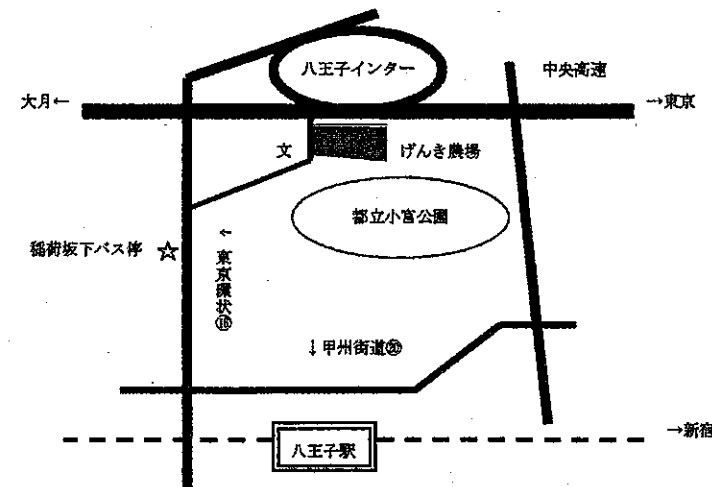 八王子インター
中央高速
大月←
→東京
文
げんき農場
都立小宮公園
稲荷坂下バス停 ☆
← 東京環状⑯
↓甲州街道⑳
→新宿
八王子駅